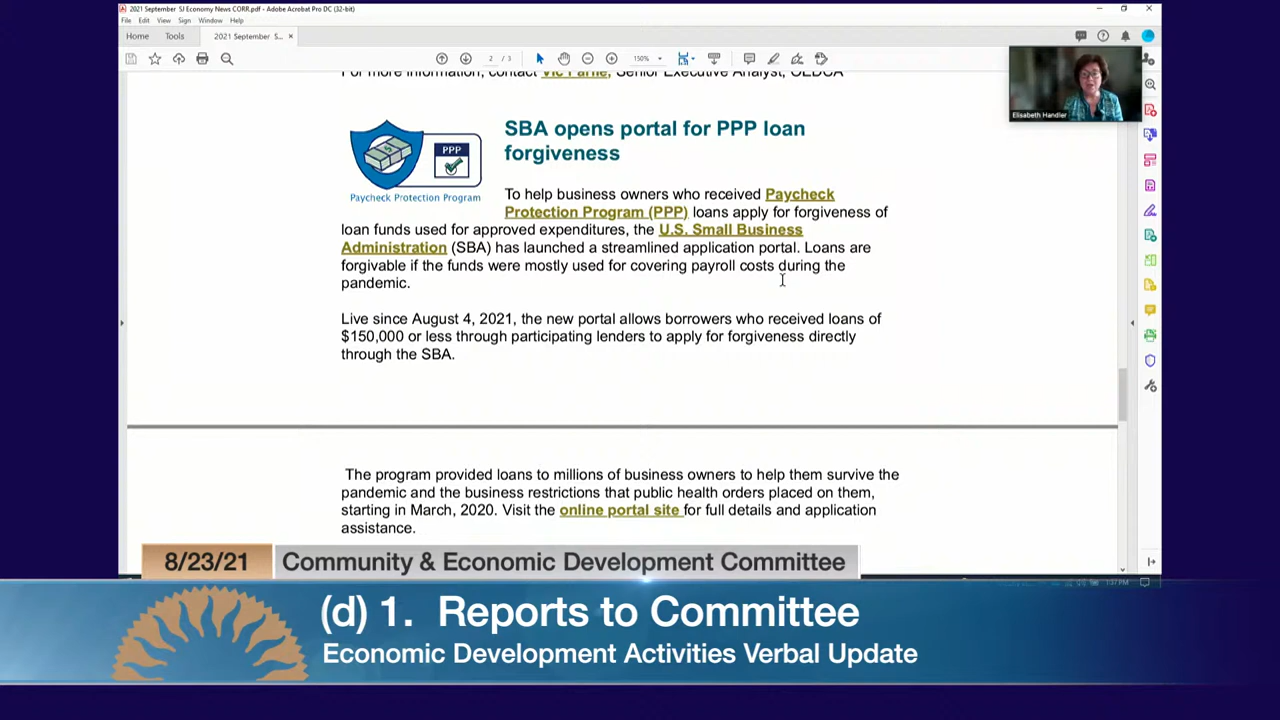 2021 September SJ Economy News CORR.pdf - Adobe Acrobat Pro DC (32-bit)
File Edit View Sign Window Help
Home Tools 2021 September S... ×
2 / 3 150%
For more information, contact Vic Farlie, Senior Executive Analyst, OEDCA
Elisabeth Handler
SBA opens portal for PPP loan
forgiveness
PPP
Paycheck Protection Program
To help business owners who received Paycheck
Protection Program (PPP) loans apply for forgiveness of
loan funds used for approved expenditures, the U.S. Small Business
Administration (SBA) has launched a streamlined application portal. Loans are
forgivable if the funds were mostly used for covering payroll costs during the
pandemic.
Live since August 4, 2021, the new portal allows borrowers who received loans of
$150,000 or less through participating lenders to apply for forgiveness directly
through the SBA.
The program provided loans to millions of business owners to help them survive the
pandemic and the business restrictions that public health orders placed on them,
starting in March, 2020. Visit the online portal site for full details and application
assistance.
1:37 PM
8/23/21 Community & Economic Development Committee
(d) 1. Reports to Committee
Economic Development Activities Verbal Update